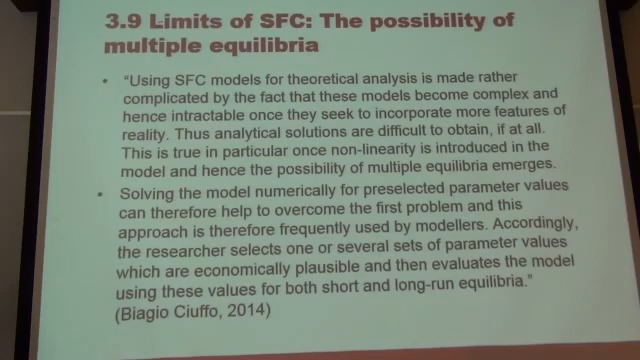 3.9 Limits of SFC: The possibility of
multiple equilibria
• “Using SFC models for theoretical analysis is made rather
complicated by the fact that these models become complex and
hence intractable once they seek to incorporate more features of
reality. Thus analytical solutions are difficult to obtain, if at all.
This is true in particular once non-linearity is introduced in the
model and hence the possibility of multiple equilibria emerges.
• Solving the model numerically for preselected parameter values
can therefore help to overcome the first problem and this
approach is therefore frequently used by modellers. Accordingly,
the researcher selects one or several sets of parameter values
which are economically plausible and then evaluates the model
using these values for both short and long-run equilibria.”
(Biagio Ciuffo, 2014)